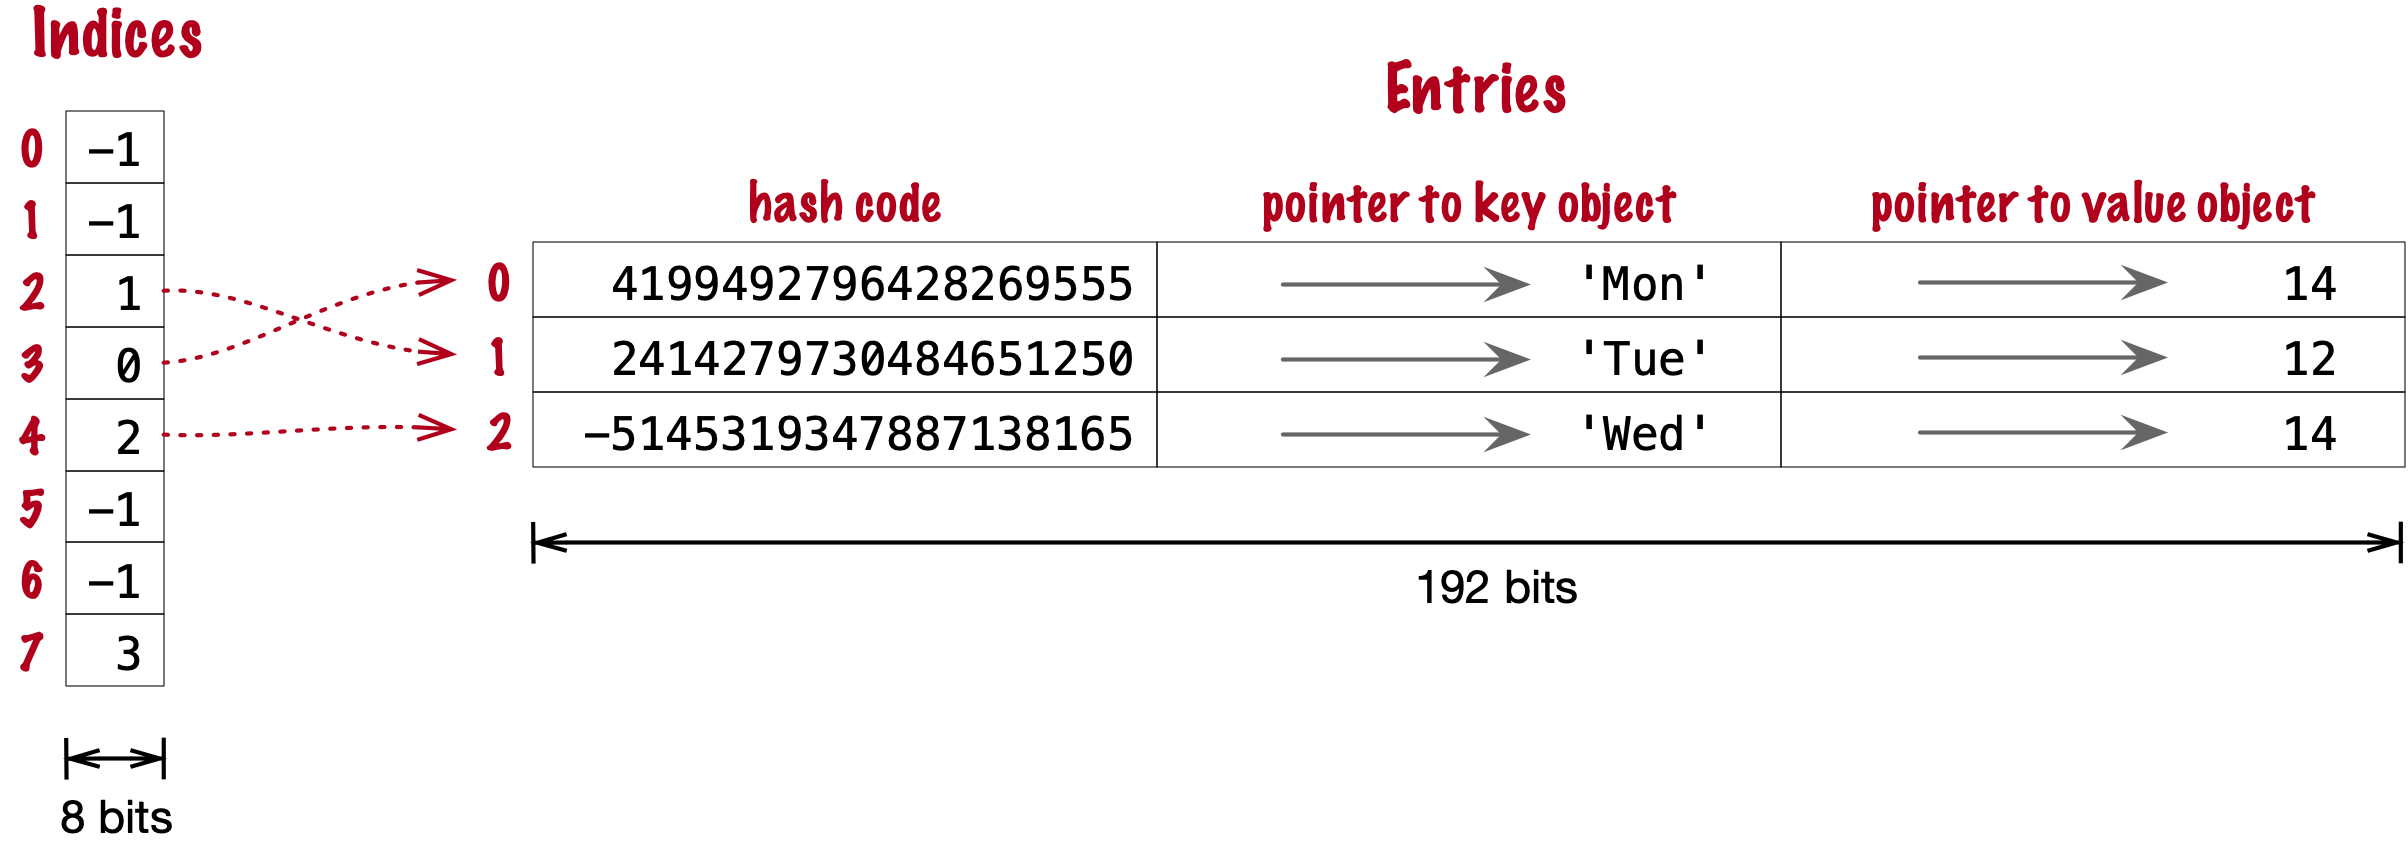 Indices
Entries
hash code pointer to key object pointer to value object
0 -1
1 -1
2 1
3 0
4 2
5 -1
6 -1
7 3
0 4199492796428269555 'Mon' 14
1 2414279730484651250 'Tue' 12
2 -5145319347887138165 'Wed' 14
192 bits
8 bits